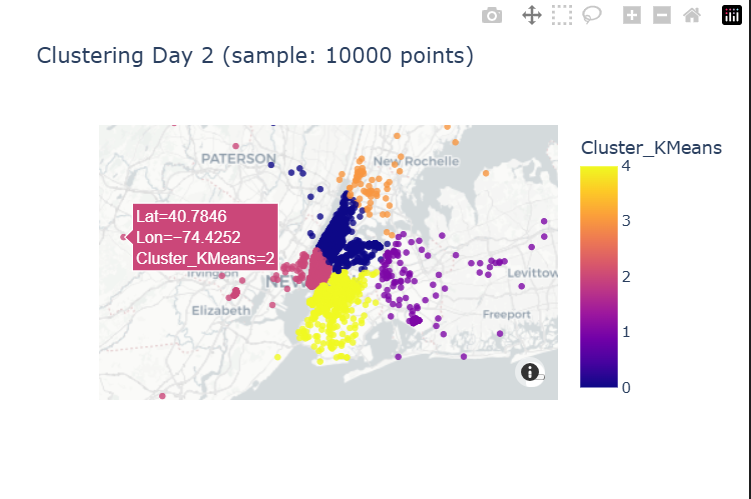 Clustering Day 2 (sample: 10000 points)
Cluster_KMeans
4
3
2
1
0
PATERSON
New Rochelle
Lat=40.7846
Lon=−74.4252
Cluster_KMeans=2
Irvington
NEW
Levittow
Elizabeth
Freeport